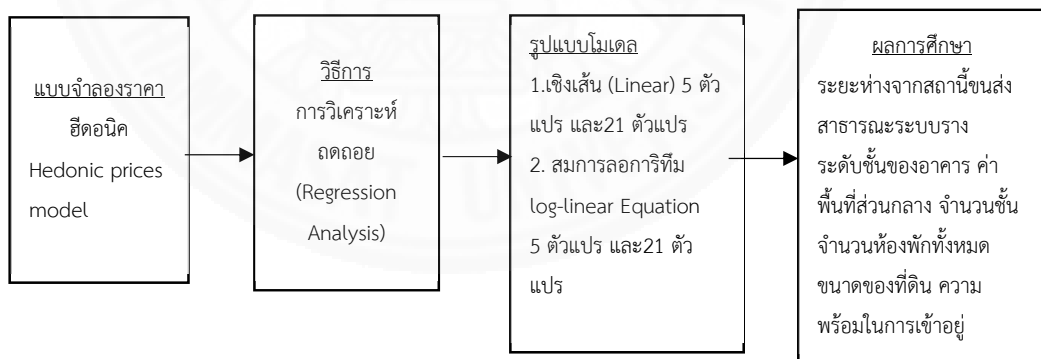 แบบจำลองราคา
ฮีดอนิค
Hedonic prices
model
วิธีการ
การวิเคราะห์
ถดถอย
(Regression
Analysis)
รูปแบบโมเดล
1.เชิงเส้น (Linear) 5 ตัว
แปร และ21 ตัวแปร
2. สมการลอการิทึม
log-linear Equation
5 ตัวแปร และ21 ตัว
แปร
ผลการศึกษา
ระยะห่างจากสถานี้ขนส่ง
สาธารณะระบบราง
ระดับชั้นของอาคาร ค่า
พื้นที่ส่วนกลาง จำนวนชั้น
จำนวนห้องพักทั้งหมด
ขนาดของที่ดิน ความ
พร้อมในการเข้าอยู่